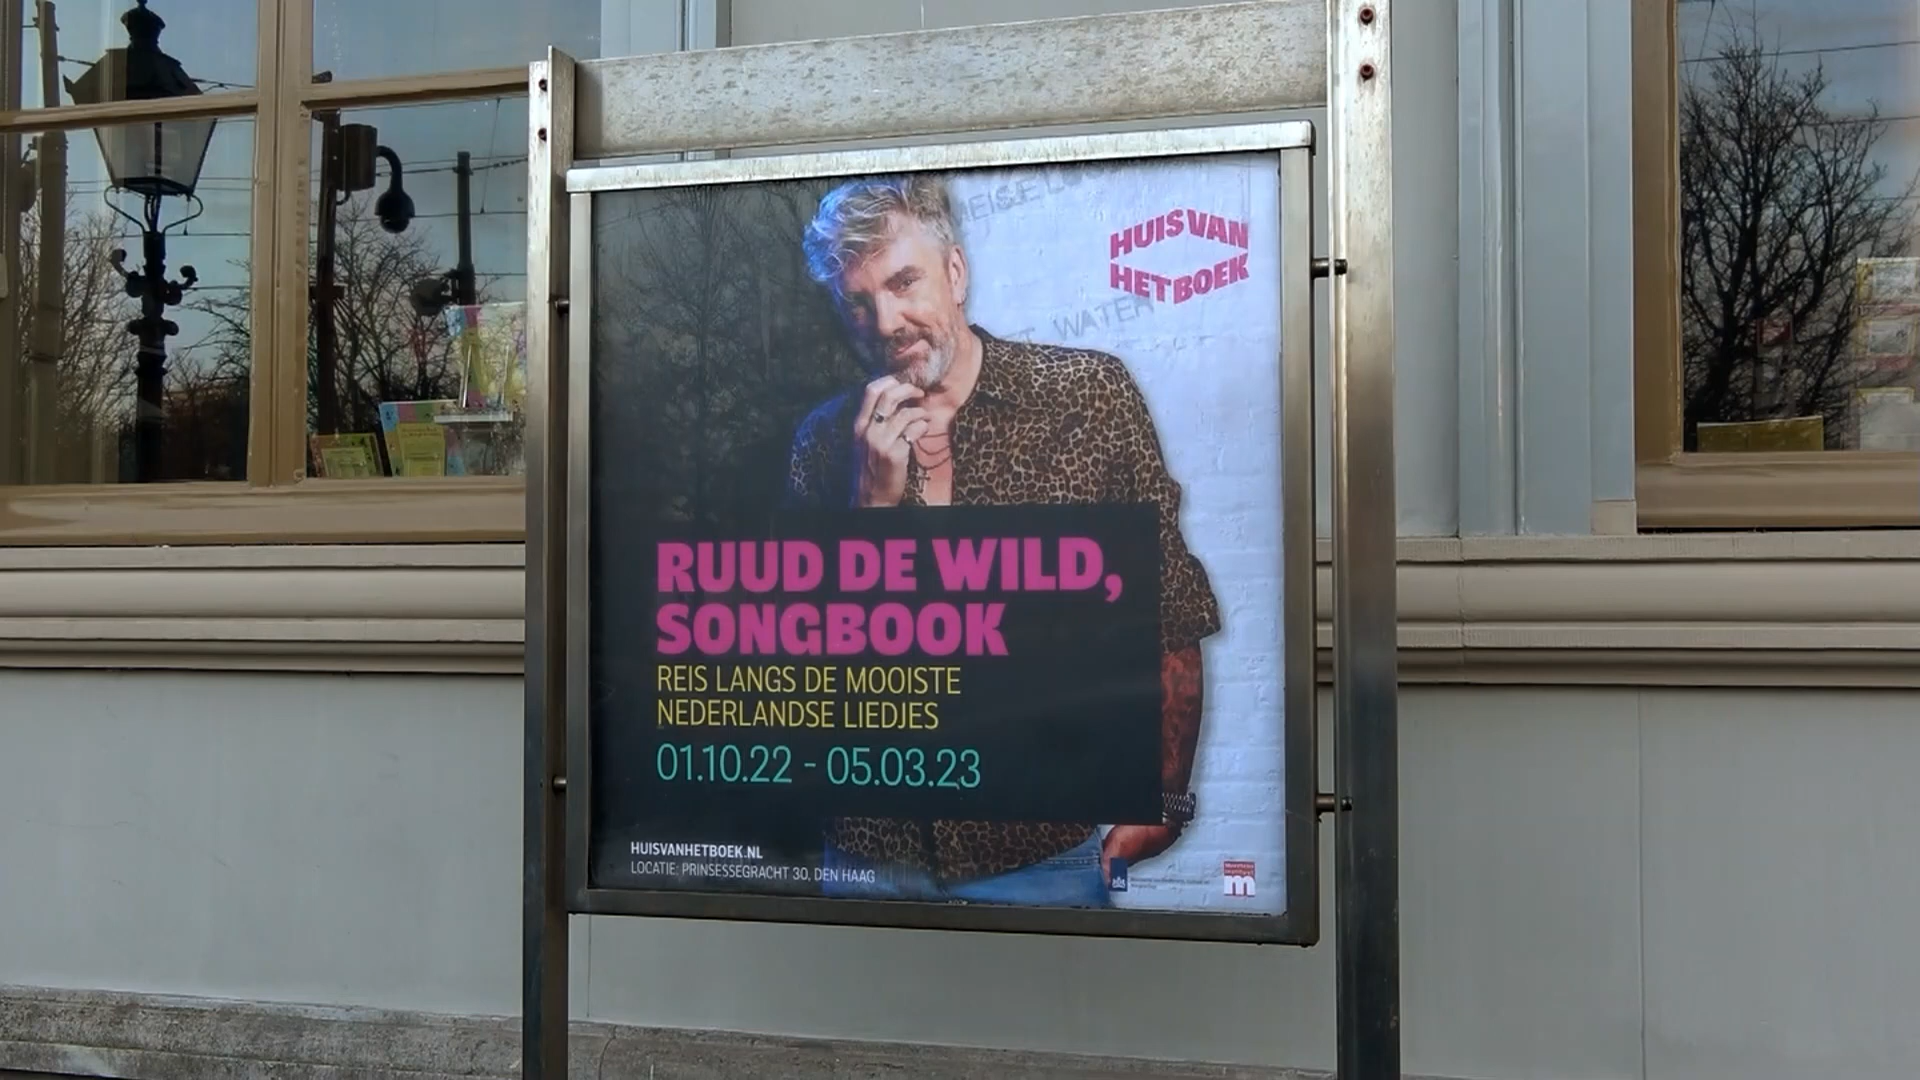 HUIS VAN
HET BOEK
WATER
RUUD DE WILD,
SONGBOOK
REIS LANGS DE MOOISTE
NEDERLANDSE LIEDJES
01.10.22 - 05.03.23
HUISVANHETBOEK.NL
LOCATIE: PRINSESSEGRACHT 30, DEN HAAG
m